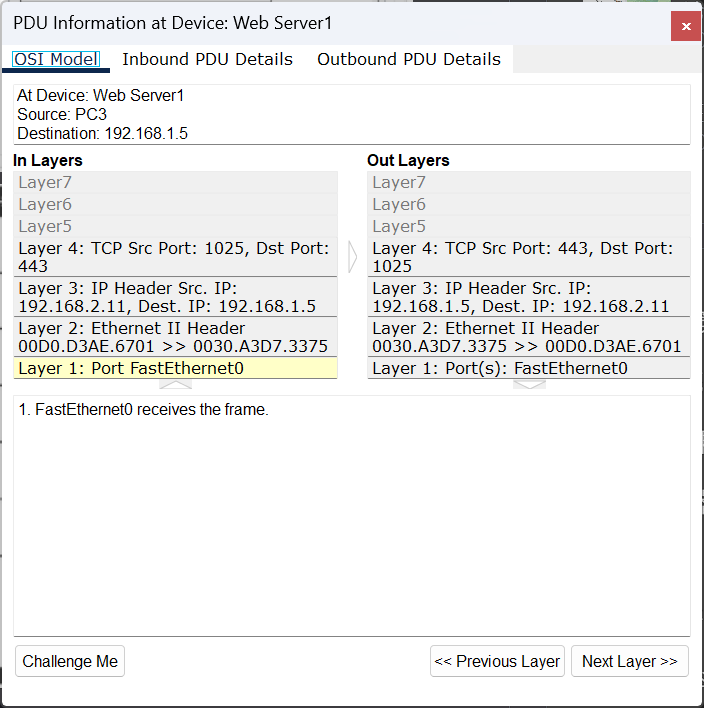 PDU Information at Device: Web Server1
x
OSI Model Inbound PDU Details Outbound PDU Details
At Device: Web Server1
Source: PC3
Destination: 192.168.1.5
In Layers
Layer7
Layer6
Layer5
Layer 4: TCP Src Port: 1025, Dst Port:
443
Layer 3: IP Header Src. IP:
192.168.2.11, Dest. IP: 192.168.1.5
Layer 2: Ethernet II Header
00D0.D3AE.6701 >> 0030.A3D7.3375
Layer 1: Port FastEthernet0
Out Layers
Layer7
Layer6
Layer5
Layer 4: TCP Src Port: 443, Dst Port:
1025
Layer 3: IP Header Src. IP:
192.168.1.5, Dest. IP: 192.168.2.11
Layer 2: Ethernet II Header
0030.A3D7.3375 >> 00D0.D3AE.6701
Layer 1: Port(s): FastEthernet0
1. FastEthernet0 receives the frame.
Challenge Me
<< Previous Layer
Next Layer >>